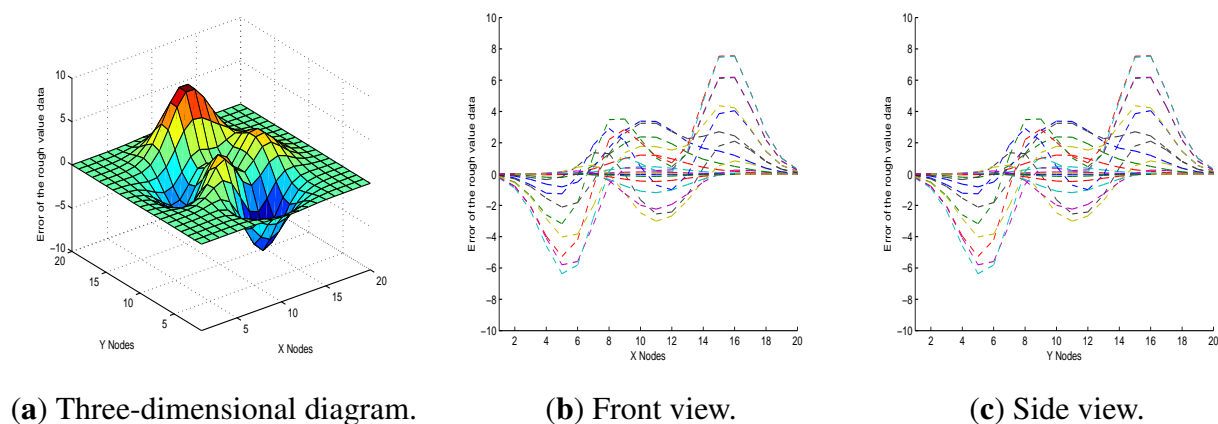 10
5
0
−5
−10
Error of the rough value data
20
15
10
5
Y Nodes
5
10
15
20
X Nodes
10
8
6
4
2
0
−2
−4
−6
−8
−10
Error of the rough value data
2 4 6 8 10 12 14 16 18 20
X Nodes
10
8
6
4
2
0
−2
−4
−6
−8
−10
Error of the rough value data
2 4 6 8 10 12 14 16 18 20
Y Nodes
(a) Three-dimensional diagram.
(b) Front view.
(c) Side view.